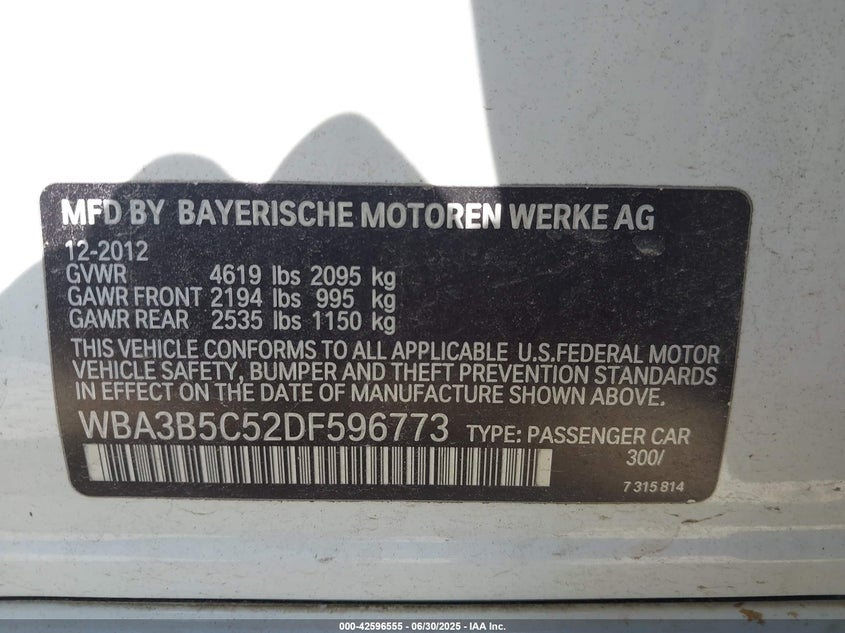 MFD BY BAYERISCHE MOTOREN WERKE AG
12-2012
GVWR 4619 lbs 2095 kg
GAWR FRONT 2194 lbs 995 kg
GAWR REAR 2535 lbs 1150 kg
THIS VEHICLE CONFORMS TO ALL APPLICABLE U.S.FEDERAL MOTOR
VEHICLE SAFETY, BUMPER AND THEFT PREVENTION STANDARDS
IN EFFECT ON THE DATE OF MANUFACTURE SHOWN ABOVE.
WBA3B5C52DF596773 TYPE: PASSENGER CAR
300/
7 315 814
000-42596555 - 06/30/2025 - IAA Inc.